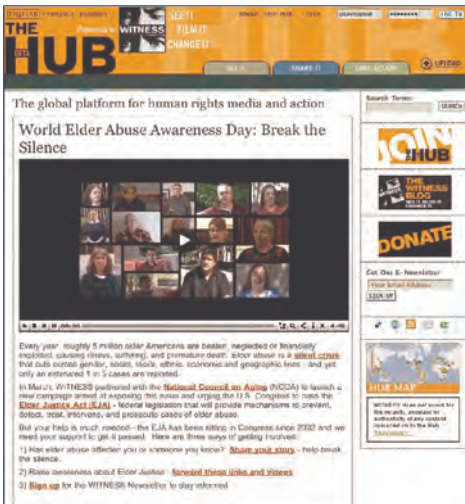 English
THE
HUB
BETA
Presented by WITNESS
SEE IT
FILM IT
CHANGE IT
LOG IN
SEE IT
SHARE IT
TAKE ACTION
UPLOAD
The global platform for human rights media and action
World Elder Abuse Awareness Day: Break the
Silence
Every year, roughly 5 million older Americans are beaten, neglected or financially
exploited, causing illness, suffering, and premature death. Elder abuse is a silent crisis
that cuts across gender, social, racial, ethnic, economic and geographic lines - and yet
only an estimated 1 in 5 cases are reported.
In March, WITNESS partnered with the National Council on Aging (NCOA) to launch a
new campaign aimed at exposing this issue and urging the U.S. Congress to pass the
Elder Justice Act (EJA) - federal legislation that will provide mechanisms to prevent,
detect, treat, intervene, and prosecute cases of elder abuse.
But your help is much needed - the EJA has been sitting in Congress since 2002 and we
need your support to get it passed. Here are three ways of getting involved:
1) Has elder abuse affected you or someone you know? Share your story - help break
the silence.
2) Raise awareness about Elder Justice - forward these links and videos
3) Sign up for the WITNESS Newsletter to stay informed
Search Terms:
SEARCH
JOIN
THE HUB
THE
WITNESS
BLOG
DONATE
Get Our E-Newsletter
Your Email Address
SIGN UP
HUB MAP